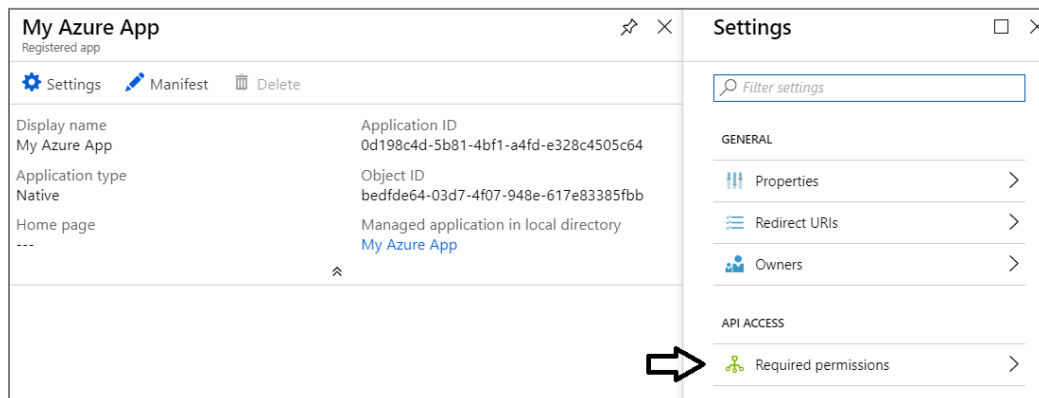 My Azure App
Registered app
Settings
Manifest
Delete
Display name
My Azure App
Application ID
0d198c4d-5b81-4bf1-a4fd-e328c4505c64
Application type
Native
Object ID
bedfde64-03d7-4f07-948e-617e83385fbb
Home page
---
Managed application in local directory
My Azure App
Settings
Filter settings
GENERAL
Properties
Redirect URIs
Owners
API ACCESS
Required permissions